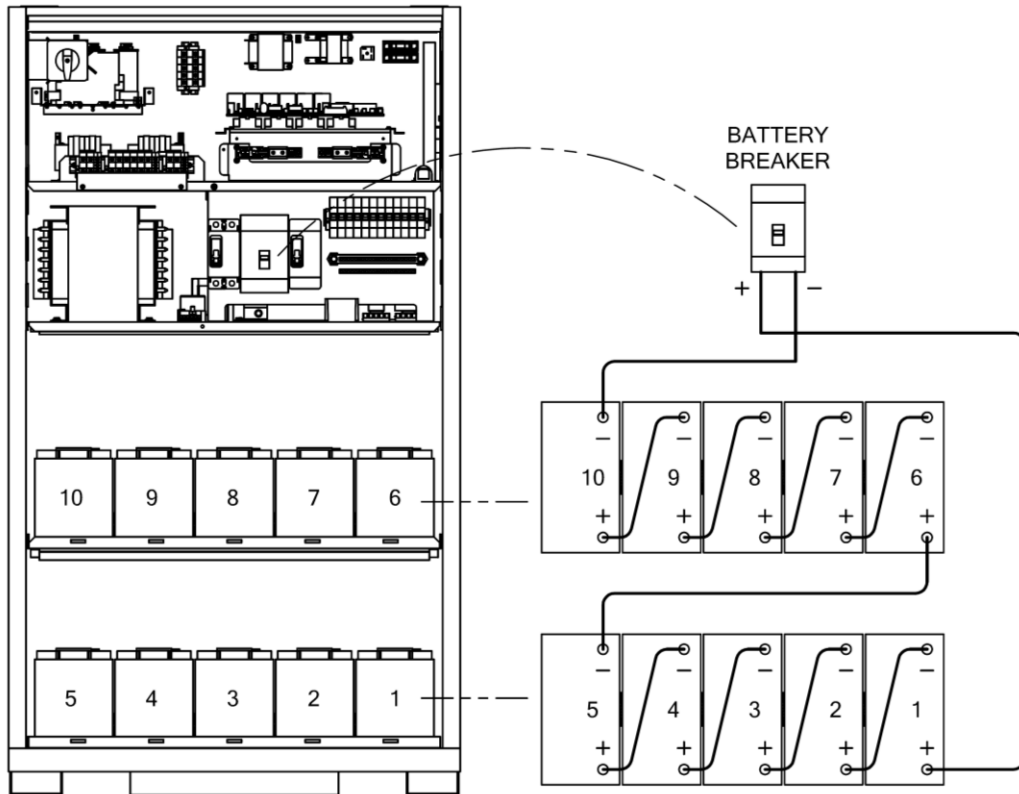 BATTERY
BREAKER
+ −
− − − − −
10 9 8 7 6
+ + + + +
10 9 8 7 6
− − − − −
5 4 3 2 1
+ + + + +
5 4 3 2 1